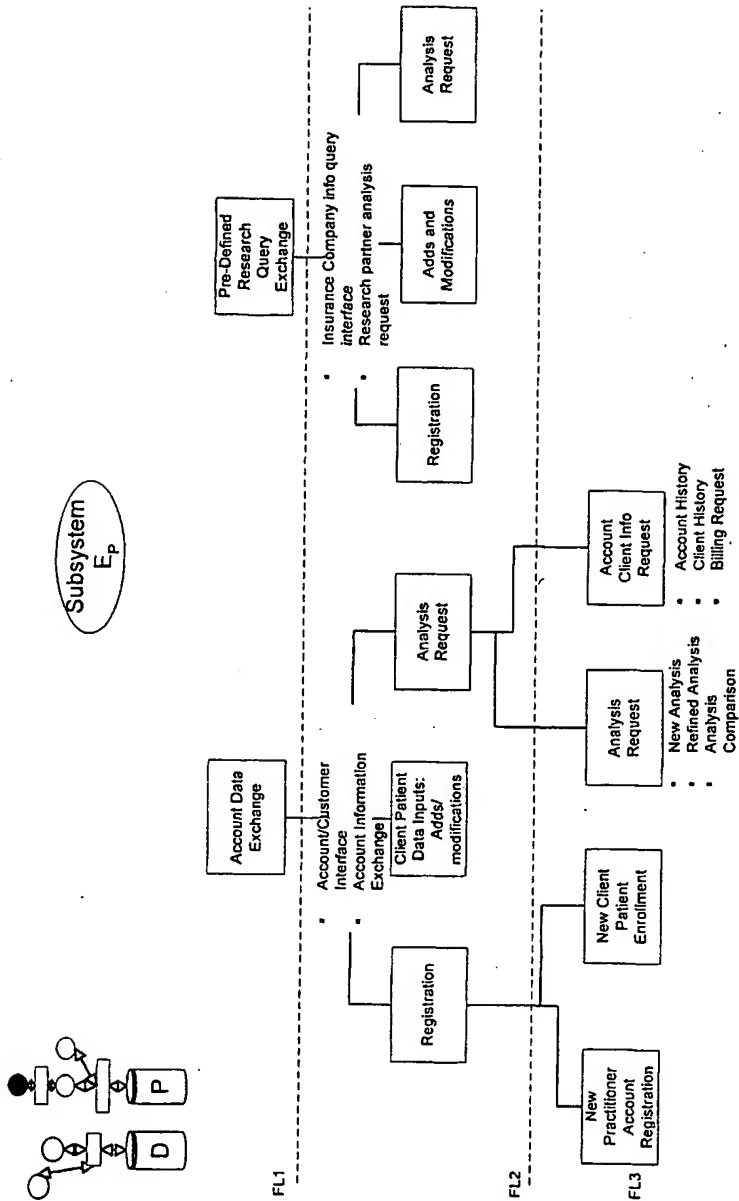 Subsystem
EP
D
P
Account Data
Exchange
Pre-Defined
Research
Query
Exchange
FL1
▪ Account/Customer
Interface
▪ Account Information
Exchange
▪ Insurance Company info query
interface
▪ Research partner analysis
request
Registration
Client Patient
Data Inputs:
Adds/
modifications
Analysis
Request
Registration
Adds and
Modifications
Analysis
Request
FL2
New
Practitioner
Account
Registration
New Client
Patient
Enrollment
Analysis
Request
Account
Client Info
Request
▪ New Analysis
▪ Refined Analysis
▪ Analysis
Comparison
▪ Account History
▪ Client History
▪ Billing Request
FL3